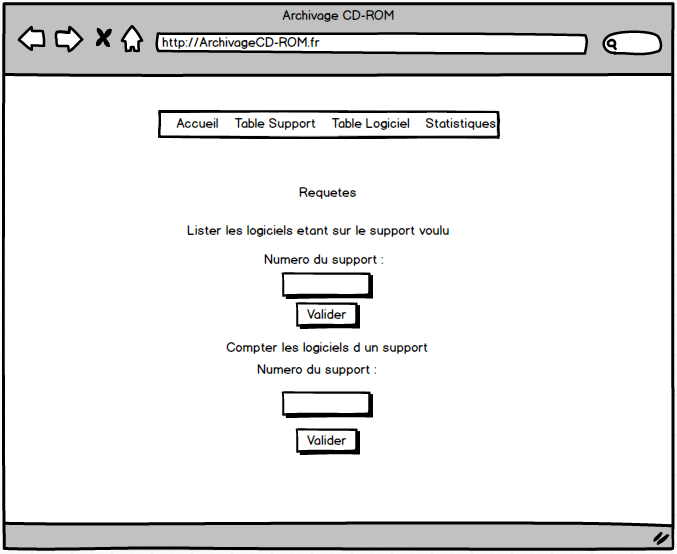 Archivage CD-ROM
http://ArchivageCD-ROM.fr
Accueil Table Support Table Logiciel Statistiques
Requetes
Lister les logiciels etant sur le support voulu
Numero du support :
Valider
Compter les logiciels d un support
Numero du support :
Valider